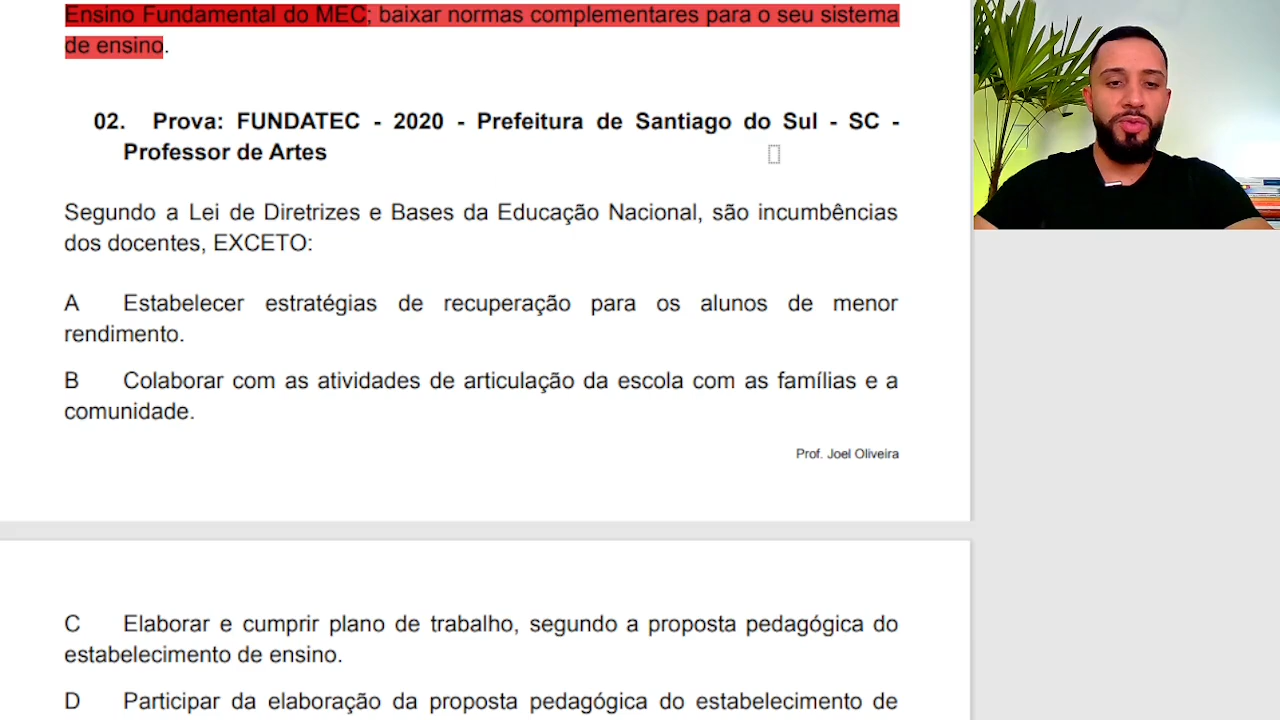 Ensino Fundamental do MEC; baixar normas complementares para o seu sistema
de ensino.
02. Prova: FUNDATEC - 2020 - Prefeitura de Santiago do Sul - SC -
Professor de Artes
Segundo a Lei de Diretrizes e Bases da Educação Nacional, são incumbências
dos docentes, EXCETO:
A Estabelecer estratégias de recuperação para os alunos de menor
rendimento.
B Colaborar com as atividades de articulação da escola com as famílias e a
comunidade.
Prof. Joel Oliveira
C Elaborar e cumprir plano de trabalho, segundo a proposta pedagógica do
estabelecimento de ensino.
D Participar da elaboração da proposta pedagógica do estabelecimento de